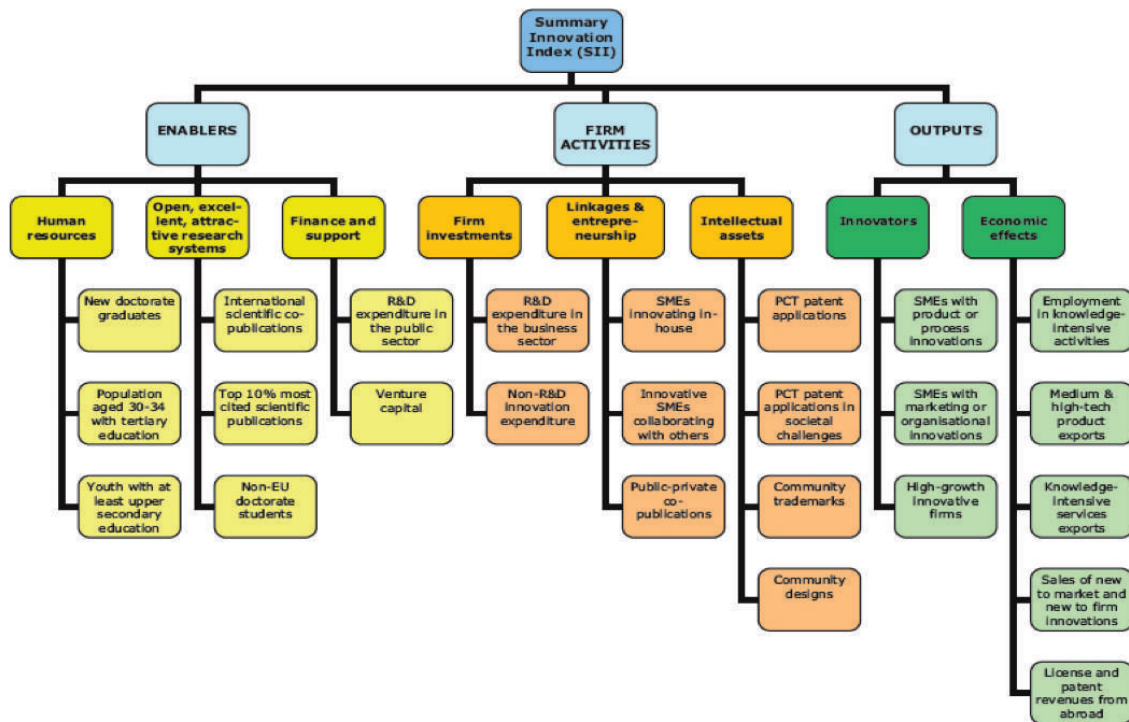 Summary
Innovation
Index (SII)
ENABLERS
FIRM
ACTIVITIES
OUTPUTS
Human
resources
Open, excel-
lent, attrac-
tive research
systems
Finance and
support
Firm
investments
Linkages &
entrepre-
neurship
Intellectual
assets
Innovators
Economic
effects
New doctorate
graduates
Population
aged 30-34
with tertiary
education
Youth with at
least upper
secondary
education
International
scientific co-
publications
Top 10% most
cited scientific
publications
Non-EU
doctorate
students
R&D
expenditure in
the public
sector
Venture
capital
R&D
expenditure in
the business
sector
Non-R&D
innovation
expenditure
SMEs
innovating in-
house
Innovative
SMEs
collaborating
with others
Public-private
co-
publications
PCT patent
applications
PCT patent
applications in
societal
challenges
Community
trademarks
Community
designs
SMEs with
product or
process
innovations
SMEs with
marketing or
organisational
innovations
High-growth
innovative
firms
Employment
in knowledge-
intensive
activities
Medium &
high-tech
product
exports
Knowledge-
intensive
services
exports
Sales of new
to market and
new to firm
innovations
License and
patent
revenues from
abroad